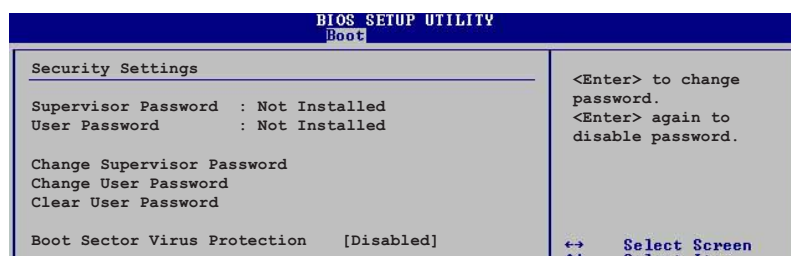 BIOS SETUP UTILITY
Boot
Security Settings
Supervisor Password : Not Installed
User Password : Not Installed
Change Supervisor Password
Change User Password
Clear User Password
Boot Sector Virus Protection [Disabled]
<Enter> to change
password.
<Enter> again to
disable password.
↔ Select Screen